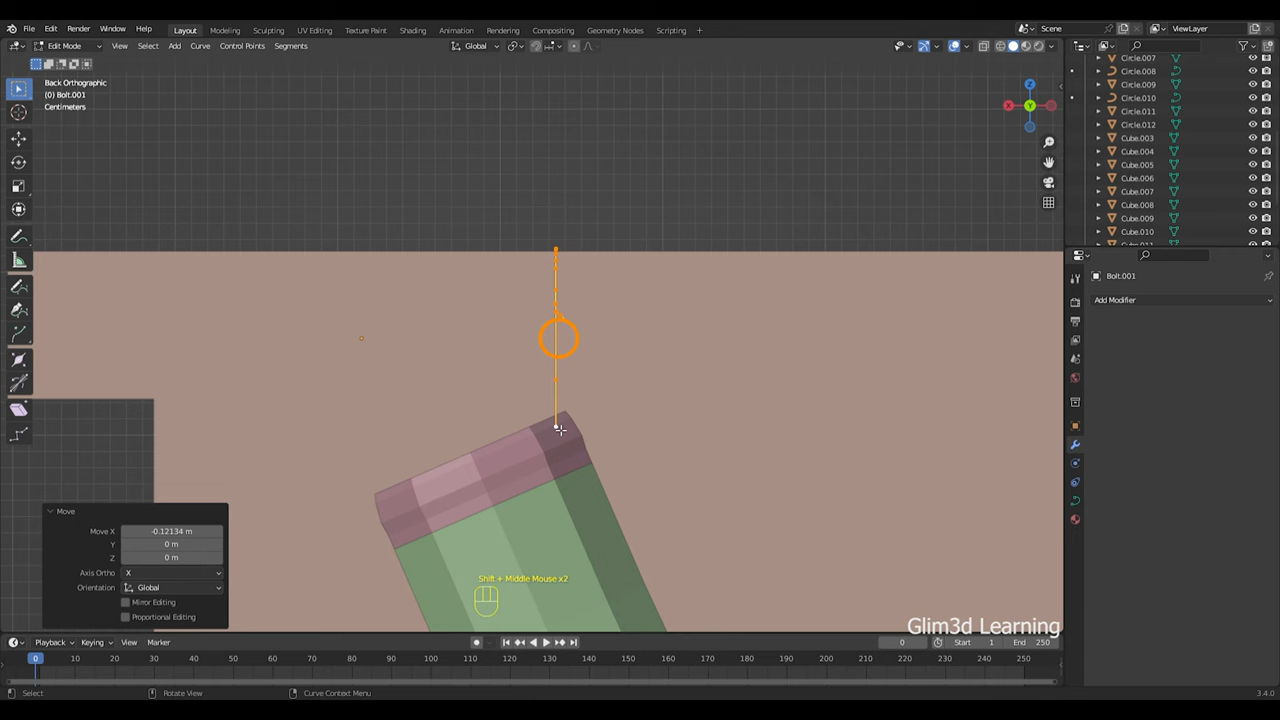 File Edit Render Window Help Layout Modeling Sculpting UV Editing Texture Paint Shading Animation Rendering Compositing Geometry Nodes Scripting Scene ViewLayer
Edit Mode View Select Add Curve Control Points Segments Global
Back Orthographic
(0) Bolt.001
Centimeters
Z
Y
X
Circle.007
Circle.008
Circle.009
Circle.010
Circle.011
Circle.012
Cube.003
Cube.004
Cube.005
Cube.006
Cube.007
Cube.008
Cube.009
Cube.010
Cube.011
Bolt.001
Add Modifier
Move
Move X -0.12134 m
Y 0 m
Z 0 m
Axis Ortho X
Orientation Global
Mirror Editing
Proportional Editing
Shift + Middle Mouse x2
Glim3d Learning
Playback Keying View Marker 0 Start 1 End 250
0 10 20 30 40 50 60 70 80 90 100 110 120 130 140 150 160 170 180 190 200 210 220 230 240 250
Select Rotate View Curve Context Menu 3.4.0